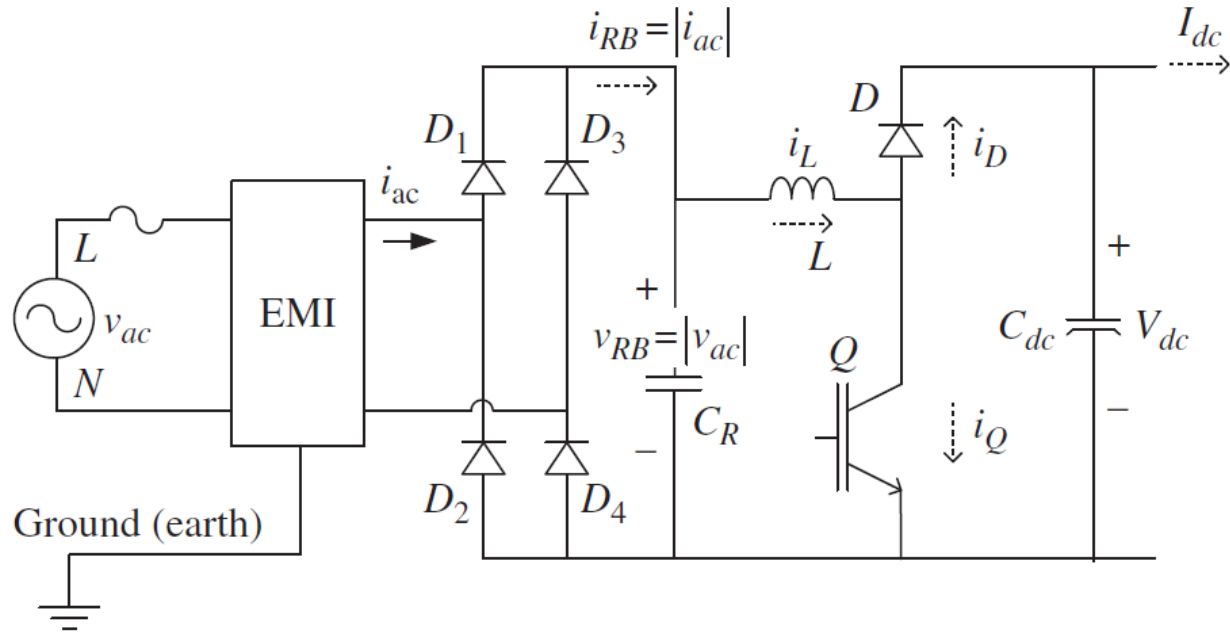 i_RB = |i_ac|
I_dc
D
D_1
D_3
i_L
i_D
i_ac
L
L
+
+
EMI
v_ac
v_RB = |v_ac|
Q
C_dc
V_dc
N
C_R
i_Q
−
−
D_2
D_4
Ground (earth)